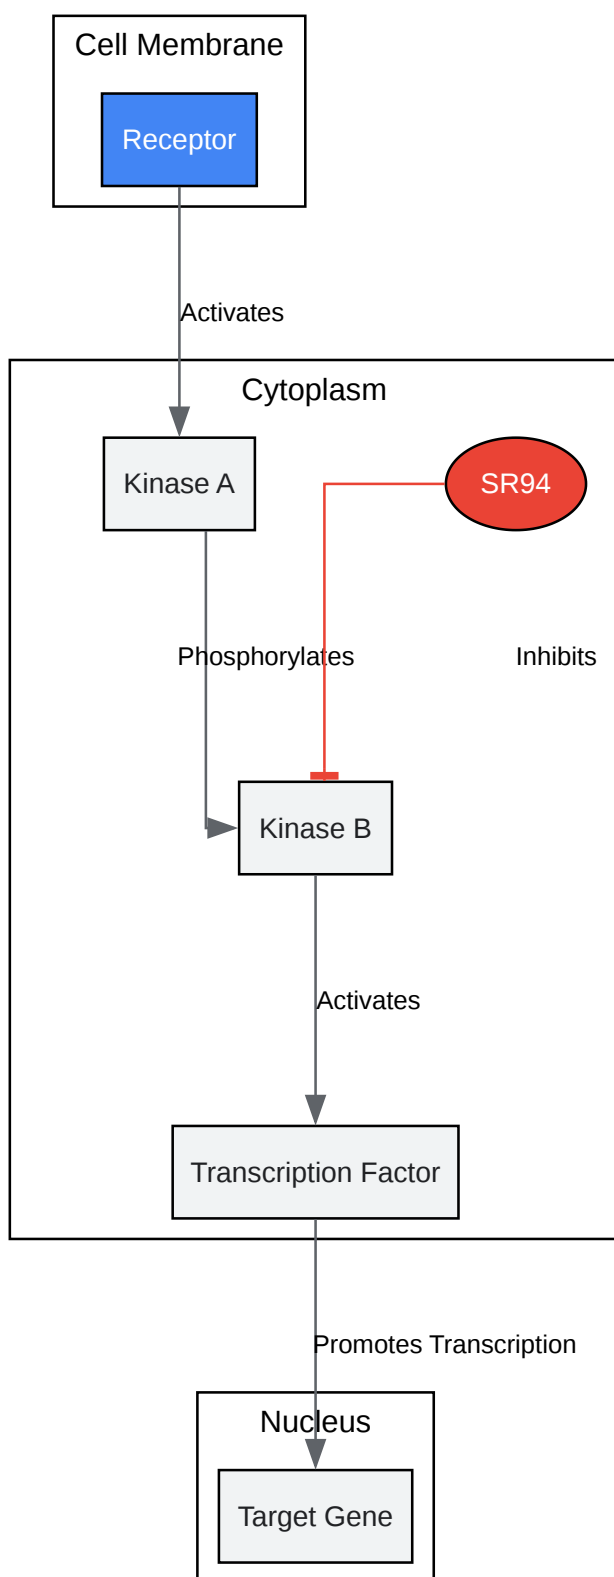 Cell Membrane
Receptor
Activates
Cytoplasm
Kinase A
SR94
Phosphorylates
Inhibits
Kinase B
Activates
Transcription Factor
Promotes Transcription
Nucleus
Target Gene